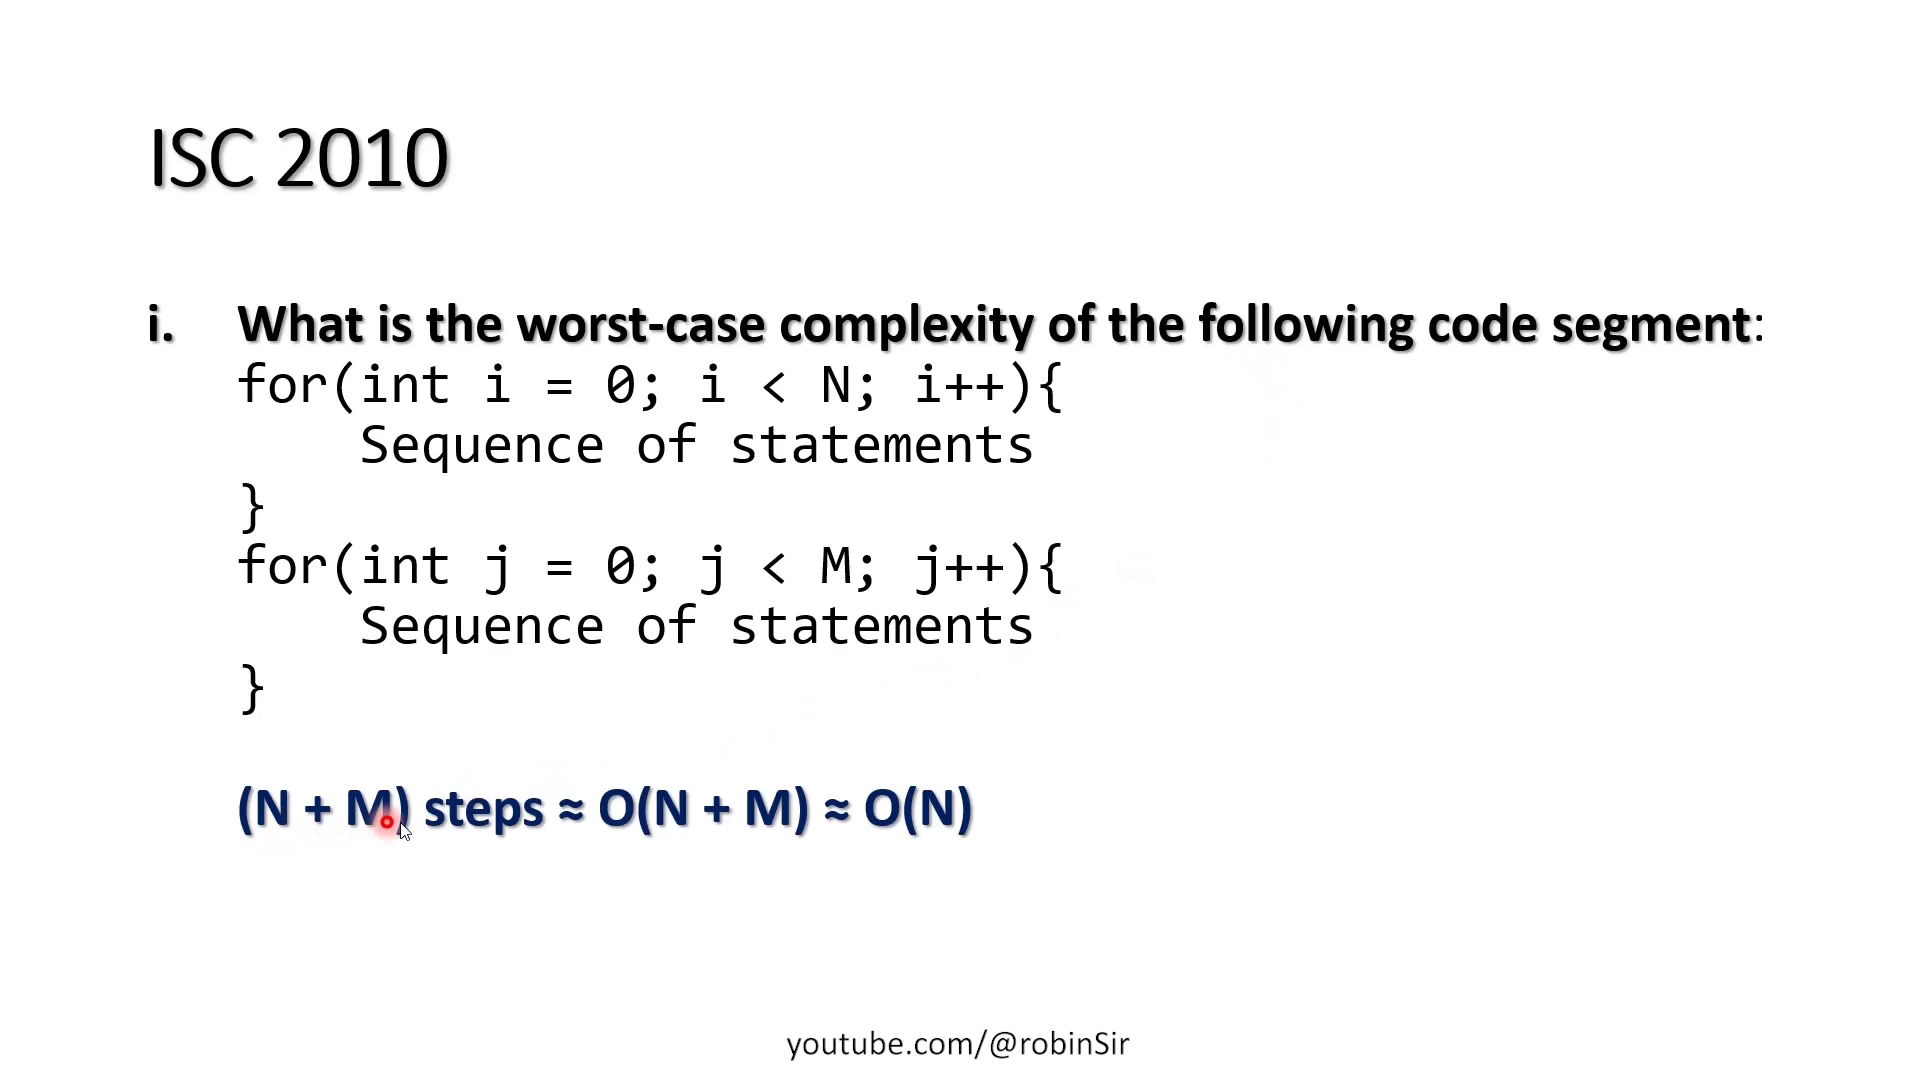 ISC 2010
i. What is the worst-case complexity of the following code segment:
for(int i = 0; i < N; i++){
    Sequence of statements
}
for(int j = 0; j < M; j++){
    Sequence of statements
}
(N + M) steps ≈ O(N + M) ≈ O(N)
youtube.com/@robinSir